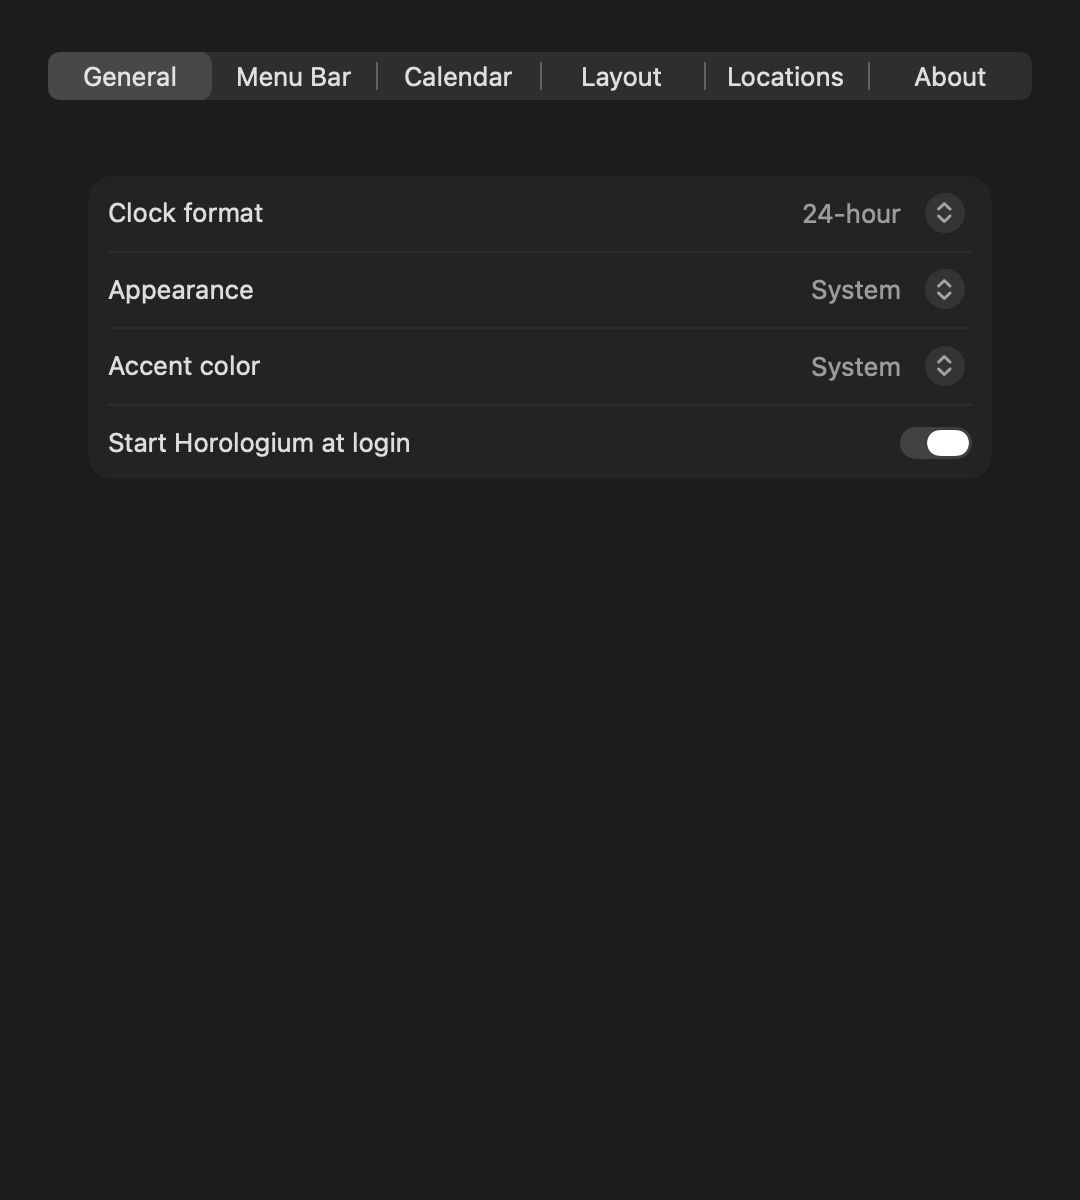 General
Menu Bar
Calendar
Layout
Locations
About
Clock format
24-hour
Appearance
System
Accent color
System
Start Horologium at login